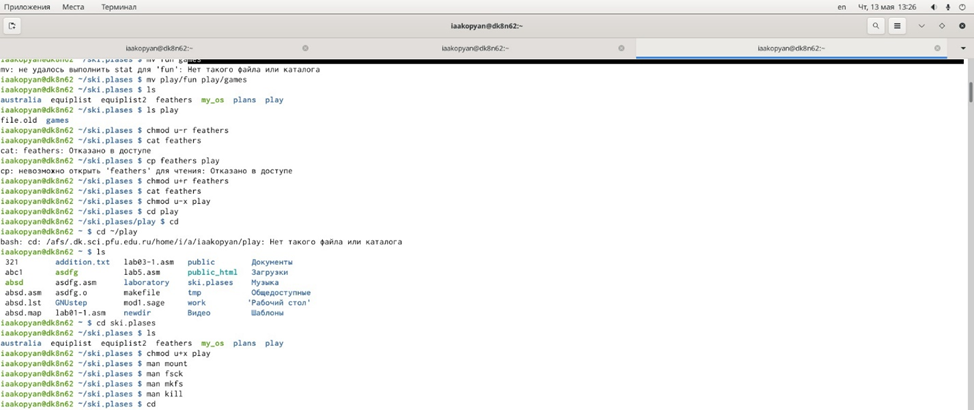 Приложения Места Терминал en Чт, 13 мая 13:26
iaakopyan@dk8n62:~
iaakopyan@dk8n62:~ iaakopyan@dk8n62:~ iaakopyan@dk8n62:~
iaakopyan@dk8n62 ~/ski.plases $ mv fun games
mv: не удалось выполнить stat для 'fun': Нет такого файла или каталога
iaakopyan@dk8n62 ~/ski.plases $ mv play/fun play/games
iaakopyan@dk8n62 ~/ski.plases $ ls
australia equiplist equiplist2 feathers my_os plans play
iaakopyan@dk8n62 ~/ski.plases $ ls play
file.old games
iaakopyan@dk8n62 ~/ski.plases $ chmod u-r feathers
iaakopyan@dk8n62 ~/ski.plases $ cat feathers
cat: feathers: Отказано в доступе
iaakopyan@dk8n62 ~/ski.plases $ cp feathers play
cp: невозможно открыть 'feathers' для чтения: Отказано в доступе
iaakopyan@dk8n62 ~/ski.plases $ chmod u+r feathers
iaakopyan@dk8n62 ~/ski.plases $ cat feathers
iaakopyan@dk8n62 ~/ski.plases $ chmod u-x play
iaakopyan@dk8n62 ~/ski.plases $ cd play
iaakopyan@dk8n62 ~/ski.plases/play $ cd
iaakopyan@dk8n62 ~ $ cd ~/play
bash: cd: /afs/.dk.sci.pfu.edu.ru/home/i/a/iaakopyan/play: Нет такого файла или каталога
iaakopyan@dk8n62 ~ $ ls
321 addition.txt lab03-1.asm public Документы
abc1 asdfg lab5.asm public_html Загрузки
absd asdfg.asm laboratory ski.plases Музыка
absd.asm asdfg.o makefile tmp Общедоступные
absd.lst GNUstep mod1.sage work 'Рабочий стол'
absd.map lab01-1.asm newdir Видео Шаблоны
iaakopyan@dk8n62 ~ $ cd ski.plases
iaakopyan@dk8n62 ~/ski.plases $ ls
australia equiplist equiplist2 feathers my_os plans play
iaakopyan@dk8n62 ~/ski.plases $ chmod u+x play
iaakopyan@dk8n62 ~/ski.plases $ man mount
iaakopyan@dk8n62 ~/ski.plases $ man fsck
iaakopyan@dk8n62 ~/ski.plases $ man mkfs
iaakopyan@dk8n62 ~/ski.plases $ man kill
iaakopyan@dk8n62 ~/ski.plases $ cd